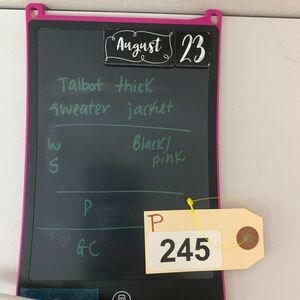 August 23
Talbot thick
sweater jacket
W Black/
S pink
P
GC
P
245